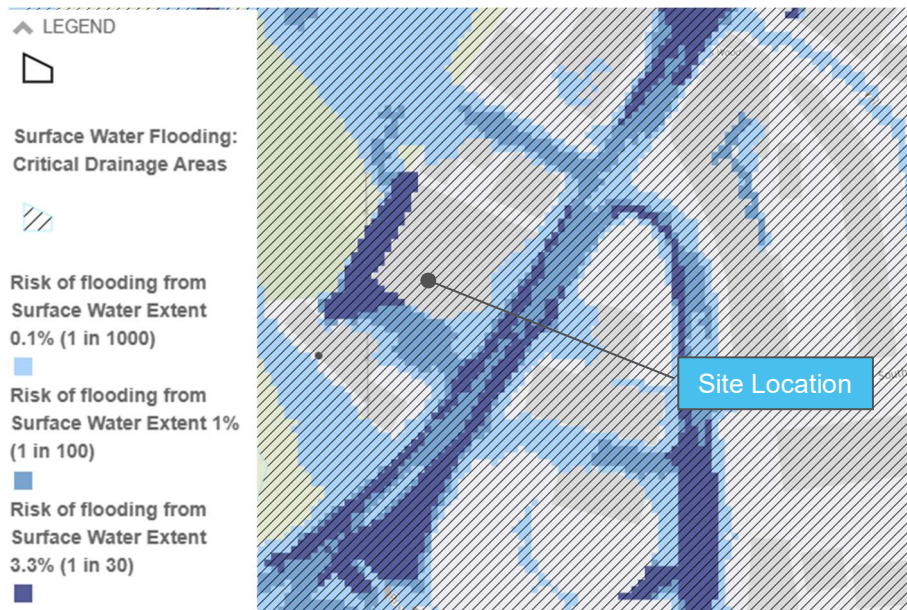 LEGEND
Surface Water Flooding:
Critical Drainage Areas
Risk of flooding from
Surface Water Extent
0.1% (1 in 1000)
Risk of flooding from
Surface Water Extent 1%
(1 in 100)
Risk of flooding from
Surface Water Extent
3.3% (1 in 30)
Wood
Site Location
South